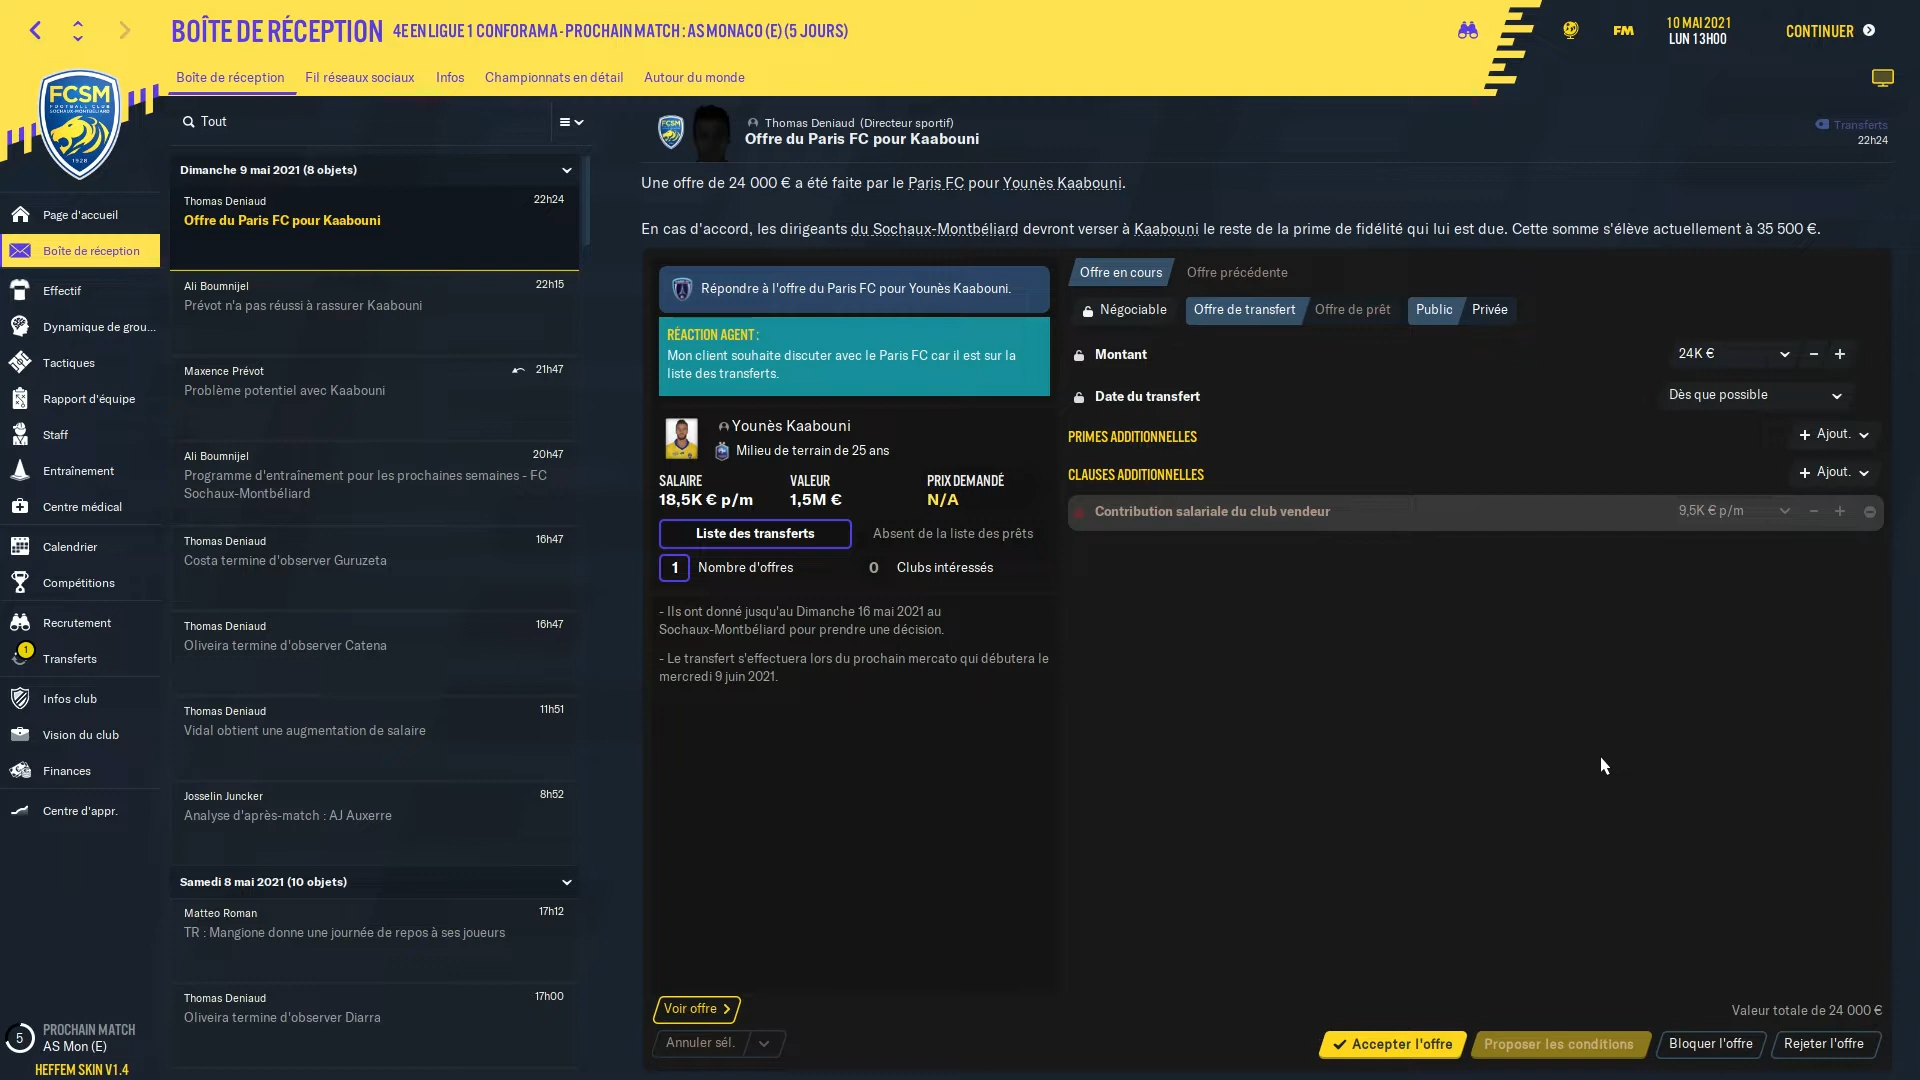 BOÎTE DE RÉCEPTION
4E EN LIGUE 1 CONFORAMA - PROCHAIN MATCH : AS MONACO (E) (5 JOURS)
FM
10 MAI 2021
LUN 13H00
CONTINUER
Boîte de réception
Fil réseaux sociaux
Infos
Championnats en détail
Autour du monde
FCSM
FOOTBALL CLUB
SOCHAUX-MONTBÉLIARD
1928
Page d'accueil
Boîte de réception
Effectif
Dynamique de grou...
Tactiques
Rapport d'équipe
Staff
Entraînement
Centre médical
Calendrier
Compétitions
Recrutement
1
Transferts
Infos club
Vision du club
Finances
Centre d'appr.
5
PROCHAIN MATCH
AS Mon (E)
HEFFEM SKIN V1.4
Tout
Dimanche 9 mai 2021 (8 objets)
Thomas Deniaud 22h24
Offre du Paris FC pour Kaabouni
Ali Boumnijel 22h15
Prévot n'a pas réussi à rassurer Kaabouni
Maxence Prévot 21h47
Problème potentiel avec Kaabouni
Ali Boumnijel 20h47
Programme d'entraînement pour les prochaines semaines - FC
Sochaux-Montbéliard
Thomas Deniaud 16h47
Costa termine d'observer Guruzeta
Thomas Deniaud 16h47
Oliveira termine d'observer Catena
Thomas Deniaud 11h51
Vidal obtient une augmentation de salaire
Josselin Juncker 8h52
Analyse d'après-match : AJ Auxerre
Samedi 8 mai 2021 (10 objets)
Matteo Roman 17h12
TR : Mangione donne une journée de repos à ses joueurs
Thomas Deniaud 17h00
Oliveira termine d'observer Diarra
FCSM
Thomas Deniaud (Directeur sportif)
Offre du Paris FC pour Kaabouni
Transferts
22h24
Une offre de 24 000 € a été faite par le Paris FC pour Younès Kaabouni.
En cas d'accord, les dirigeants du Sochaux-Montbéliard devront verser à Kaabouni le reste de la prime de fidélité qui lui est due. Cette somme s'élève actuellement à 35 500 €.
Répondre à l'offre du Paris FC pour Younès Kaabouni.
RÉACTION AGENT :
Mon client souhaite discuter avec le Paris FC car il est sur la
liste des transferts.
Younès Kaabouni
Milieu de terrain de 25 ans
SALAIRE VALEUR PRIX DEMANDÉ
18,5K € p/m 1,5M € N/A
Liste des transferts
Absent de la liste des prêts
1 Nombre d'offres
0 Clubs intéressés
- Ils ont donné jusqu'au Dimanche 16 mai 2021 au
Sochaux-Montbéliard pour prendre une décision.
- Le transfert s'effectuera lors du prochain mercato qui débutera le
mercredi 9 juin 2021.
Voir offre
Annuler sél.
Offre en cours
Offre précédente
Négociable
Offre de transfert
Offre de prêt
Public
Privée
Montant 24K €
Date du transfert Dès que possible
PRIMES ADDITIONNELLES Ajout.
CLAUSES ADDITIONNELLES Ajout.
Contribution salariale du club vendeur 9,5K € p/m
Valeur totale de 24 000 €
Accepter l'offre
Proposer les conditions
Bloquer l'offre
Rejeter l'offre